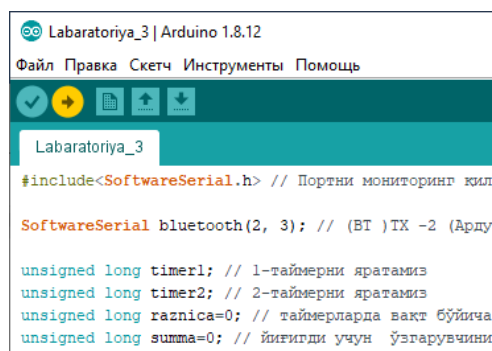 Labaratoriya_3 | Arduino 1.8.12
Файл Правка Скетч Инструменты Помощь
Labaratoriya_3
#include<SoftwareSerial.h> // Портни мониторинг қил
SoftwareSerial bluetooth(2, 3); // (BT )TX -2 (Арду
unsigned long timer1; // 1-таймерни яратамиз
unsigned long timer2; // 2-таймерни яратамиз
unsigned long raznica=0; // таймерларда вақт бўйича
unsigned long summa=0; // йиғигди учун ўзгарувчини